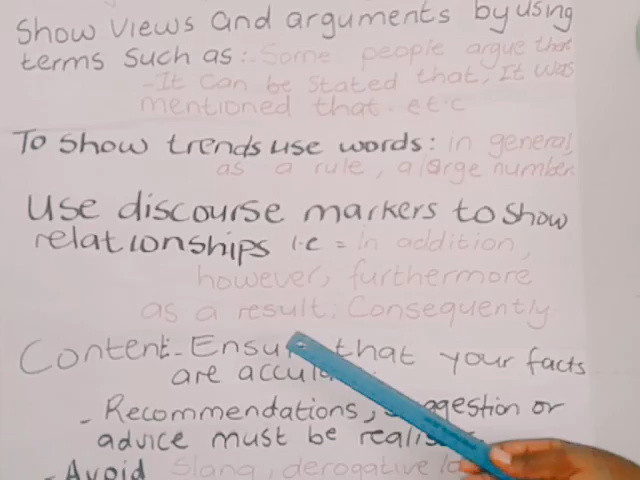 Show views and arguments by using
terms such as:- Some people argue that
- It can be stated that, It was
mentioned that. etc
To show trends use words: in general,
as a rule, a large number
Use discourse markers to show
relationships i.e = in addition,
however, furthermore
as a result; Consequently
Content - that your facts
are
- Recommendations, or
advice must be
- Avoid Slang, derogative